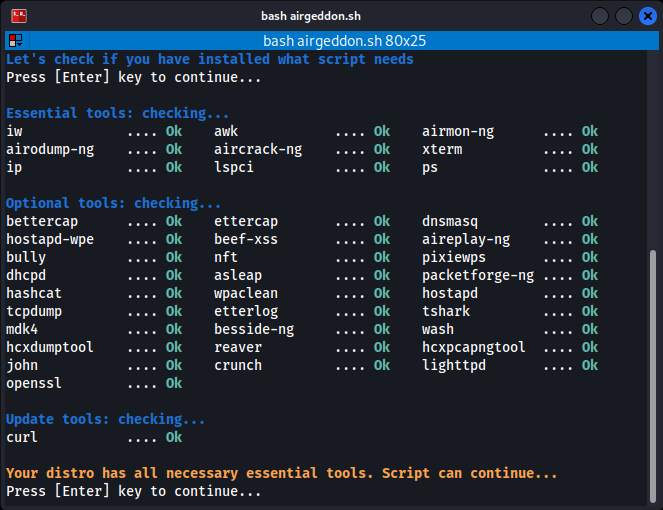 bash airgeddon.sh
bash airgeddon.sh 80x25
Let's check if you have installed what script needs
Press [Enter] key to continue...
Essential tools: checking...
iw .... Ok awk .... Ok airmon-ng .... Ok
airodump-ng .... Ok aircrack-ng .... Ok xterm .... Ok
ip .... Ok lspci .... Ok ps .... Ok
Optional tools: checking...
bettercap .... Ok ettercap .... Ok dnsmasq .... Ok
hostapd-wpe .... Ok beef-xss .... Ok aireplay-ng .... Ok
bully .... Ok nft .... Ok pixiewps .... Ok
dhcpd .... Ok asleap .... Ok packetforge-ng .... Ok
hashcat .... Ok wpaclean .... Ok hostapd .... Ok
tcpdump .... Ok etterlog .... Ok tshark .... Ok
mdk4 .... Ok besside-ng .... Ok wash .... Ok
hcxdumptool .... Ok reaver .... Ok hcxpcapngtool .... Ok
john .... Ok crunch .... Ok lighttpd .... Ok
openssl .... Ok
Update tools: checking...
curl .... Ok
Your distro has all necessary essential tools. Script can continue...
Press [Enter] key to continue...